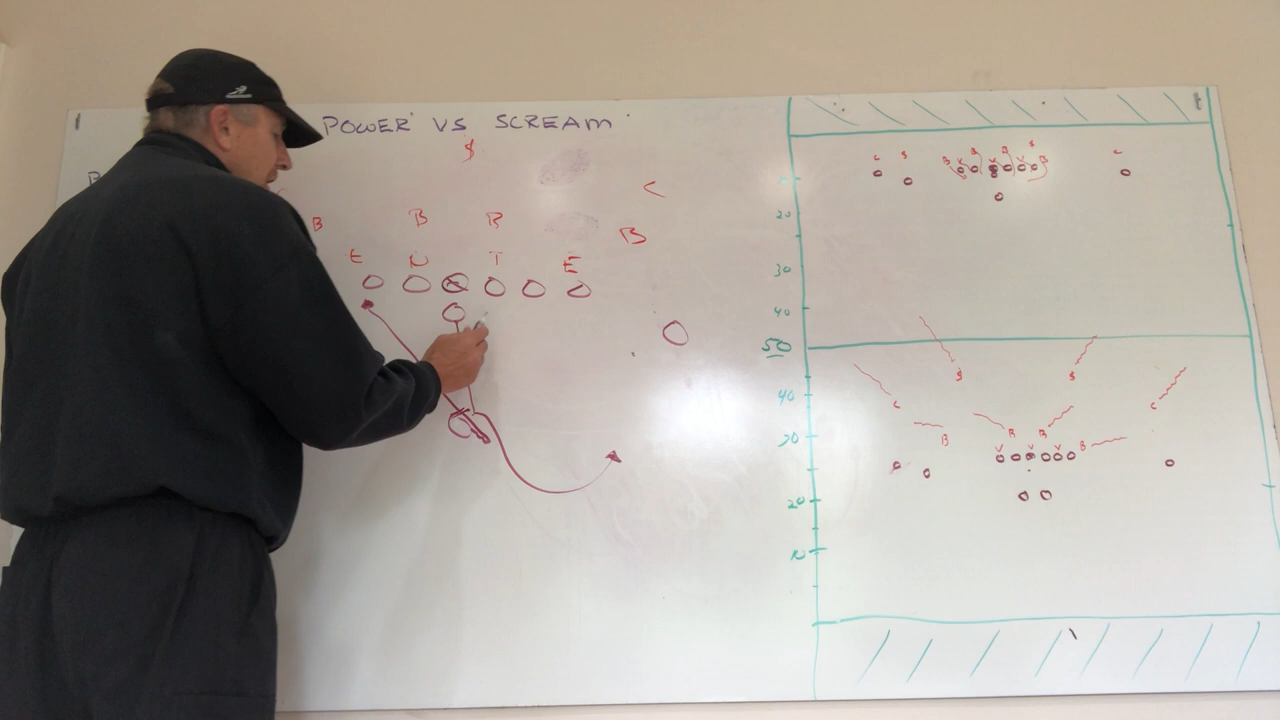 POWER VS SCREAM
$
C
B B B B
E N T E
C S B B B S B C
20
30
40
50
S S
40 C C
30 B B B B
V V V
20
10